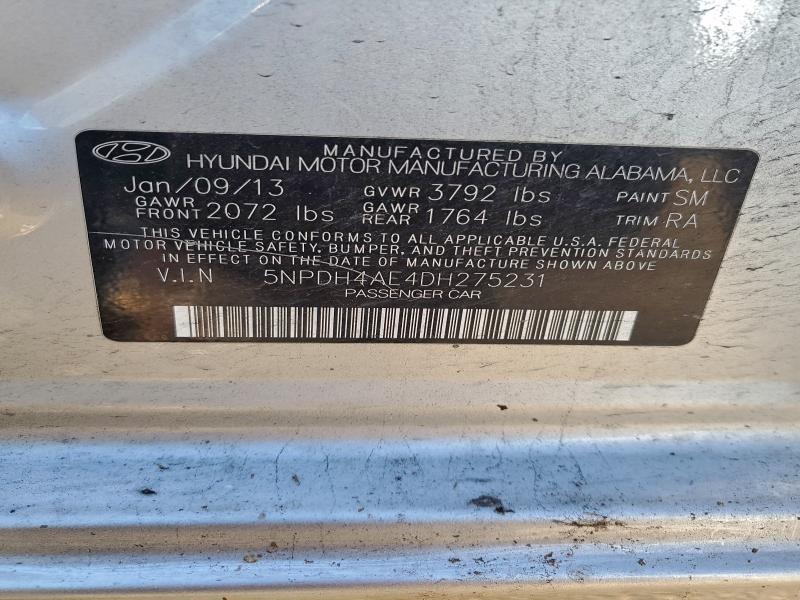 MANUFACTURED BY
HYUNDAI MOTOR MANUFACTURING ALABAMA, LLC
Jan/09/13 GVWR 3792 lbs PAINT SM
GAWR FRONT 2072 lbs GAWR REAR 1764 lbs TRIM RA
THIS VEHICLE CONFORMS TO ALL APPLICABLE U.S.A. FEDERAL
MOTOR VEHICLE SAFETY, BUMPER, AND THEFT PREVENTION STANDARDS
IN EFFECT ON THE DATE OF MANUFACTURE SHOWN ABOVE
V.I.N 5NPDH4AE4DH275231
PASSENGER CAR